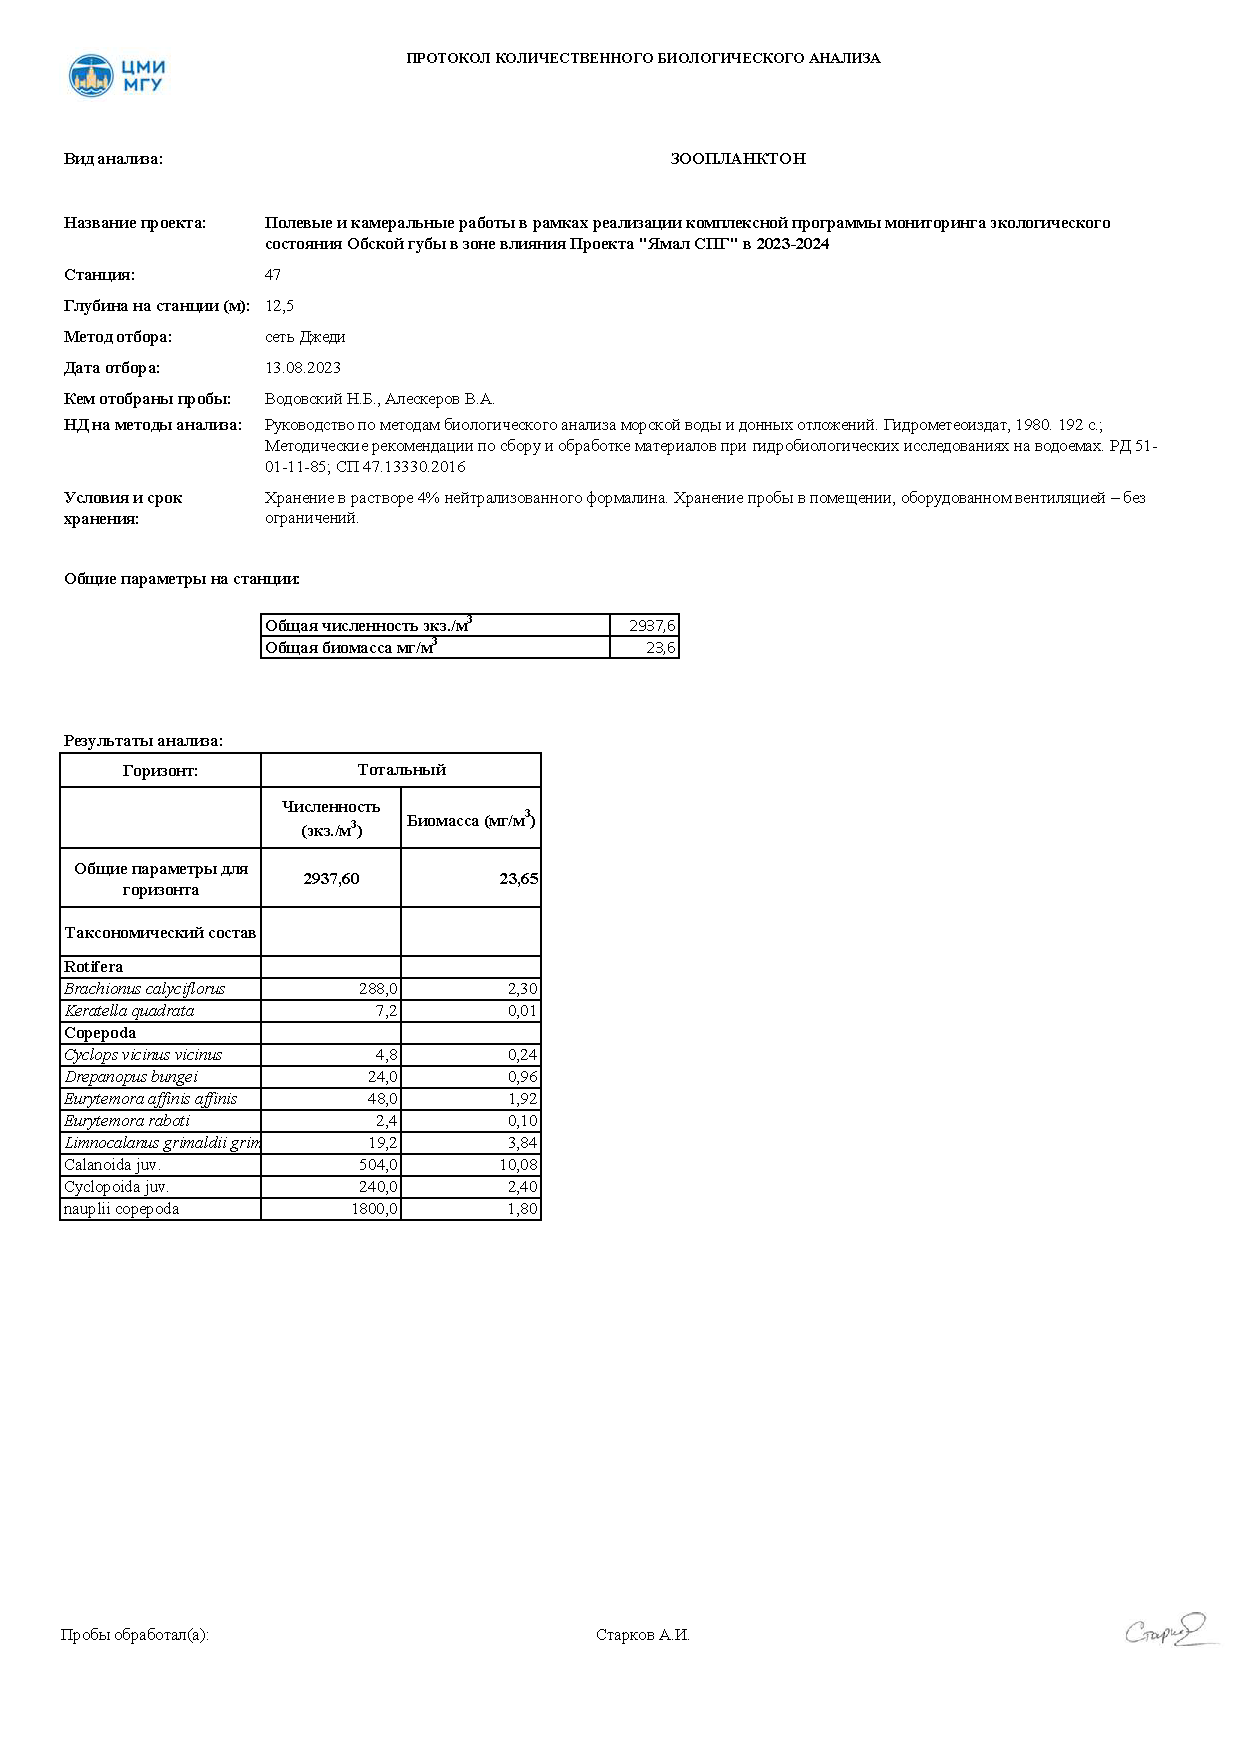 ЦМИ
МГУ
ПРОТОКОЛ КОЛИЧЕСТВЕННОГО БИОЛОГИЧЕСКОГО АНАЛИЗА
Вид анализа: ЗООПЛАНКТОН
Название проекта: Полевые и камеральные работы в рамках реализации комплексной программы мониторинга экологического
состояния Обской губы в зоне влияния Проекта "Ямал СПГ" в 2023-2024
Станция: 47
Глубина на станции (м): 12,5
Метод отбора: сеть Джеди
Дата отбора: 13.08.2023
Кем отобраны пробы: Водовский Н.Б., Алескеров В.А.
НД на методы анализа: Руководство по методам биологического анализа морской воды и донных отложений. Гидрометеоиздат, 1980. 192 с.;
Методические рекомендации по сбору и обработке материалов при гидробиологических исследованиях на водоемах. РД 51-
01-11-85; СП 47.13330.2016
Условия и срок Хранение в растворе 4% нейтрализованного формалина. Хранение пробы в помещении, оборудованном вентиляцией – без
хранения: ограничений.
Общие параметры на станции:
Общая численность экз./м3 2937,6
Общая биомасса мг/м3 23,6
Результаты анализа:
Горизонт: Тотальный
Численность
(экз./м3) Биомасса (мг/м3)
Общие параметры для
горизонта 2937,60 23,65
Таксономический состав
Rotifera
Brachionus calyciflorus 288,0 2,30
Keratella quadrata 7,2 0,01
Copepoda
Cyclops vicinus vicinus 4,8 0,24
Drepanopus bungei 24,0 0,96
Eurytemora affinis affinis 48,0 1,92
Eurytemora raboti 2,4 0,10
Limnocalanus grimaldii grim 19,2 3,84
Calanoida juv. 504,0 10,08
Cyclopoida juv. 240,0 2,40
nauplii copepoda 1800,0 1,80
Пробы обработал(а): Старков А.И.